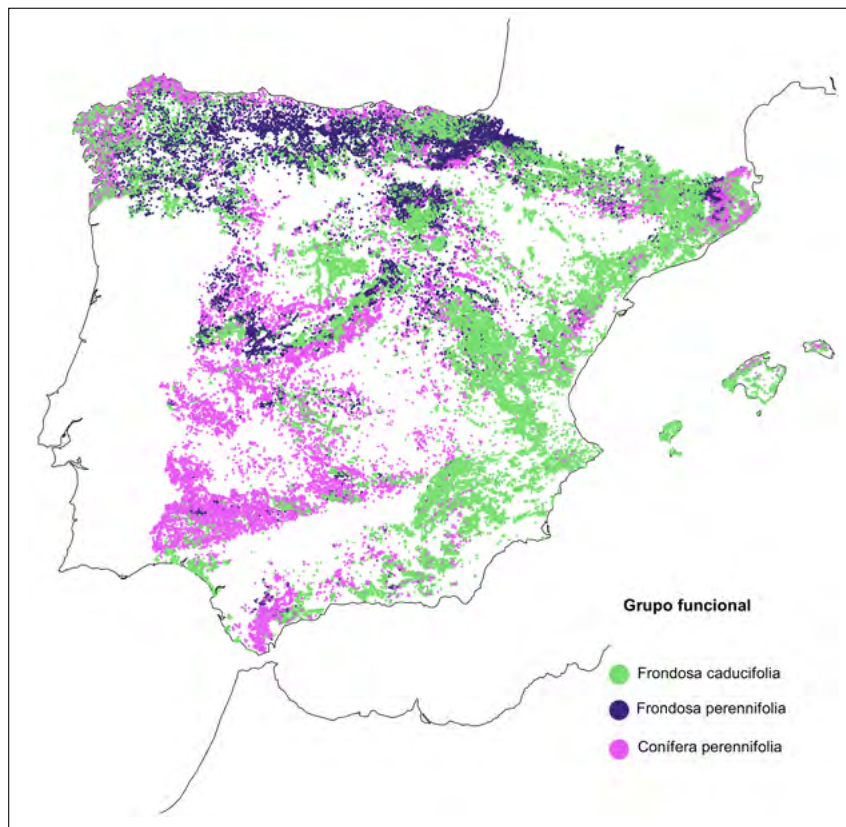 Grupo funcional
Frondosa caducifolia
Frondosa perennifolia
Conífera perennifolia